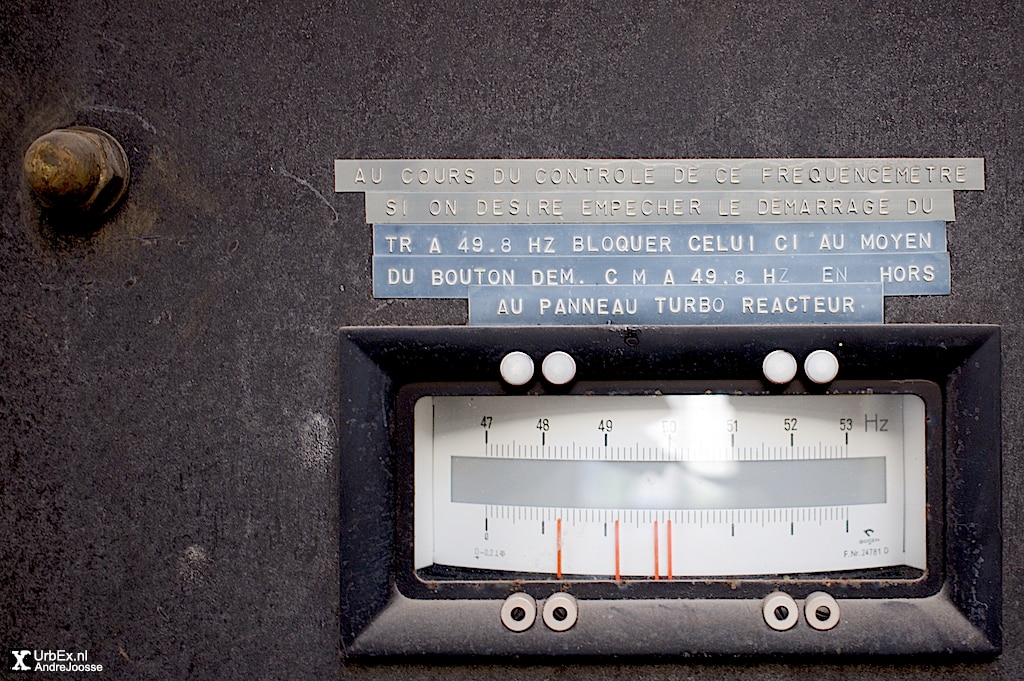 AU COURS DU CONTROLE DE CE FREQUENCEMETRE
SI ON DESIRE EMPECHER LE DEMARRAGE DU
TR A 49.8 HZ BLOQUER CELUI CI AU MOYEN
DU BOUTON DEM. C M A 49.8 HZ EN HORS
AU PANNEAU TURBO REACTEUR
47 48 49 50 51 52 53 Hz
F.Nr.24781 D
UrbEx.nl
AndreJoosse